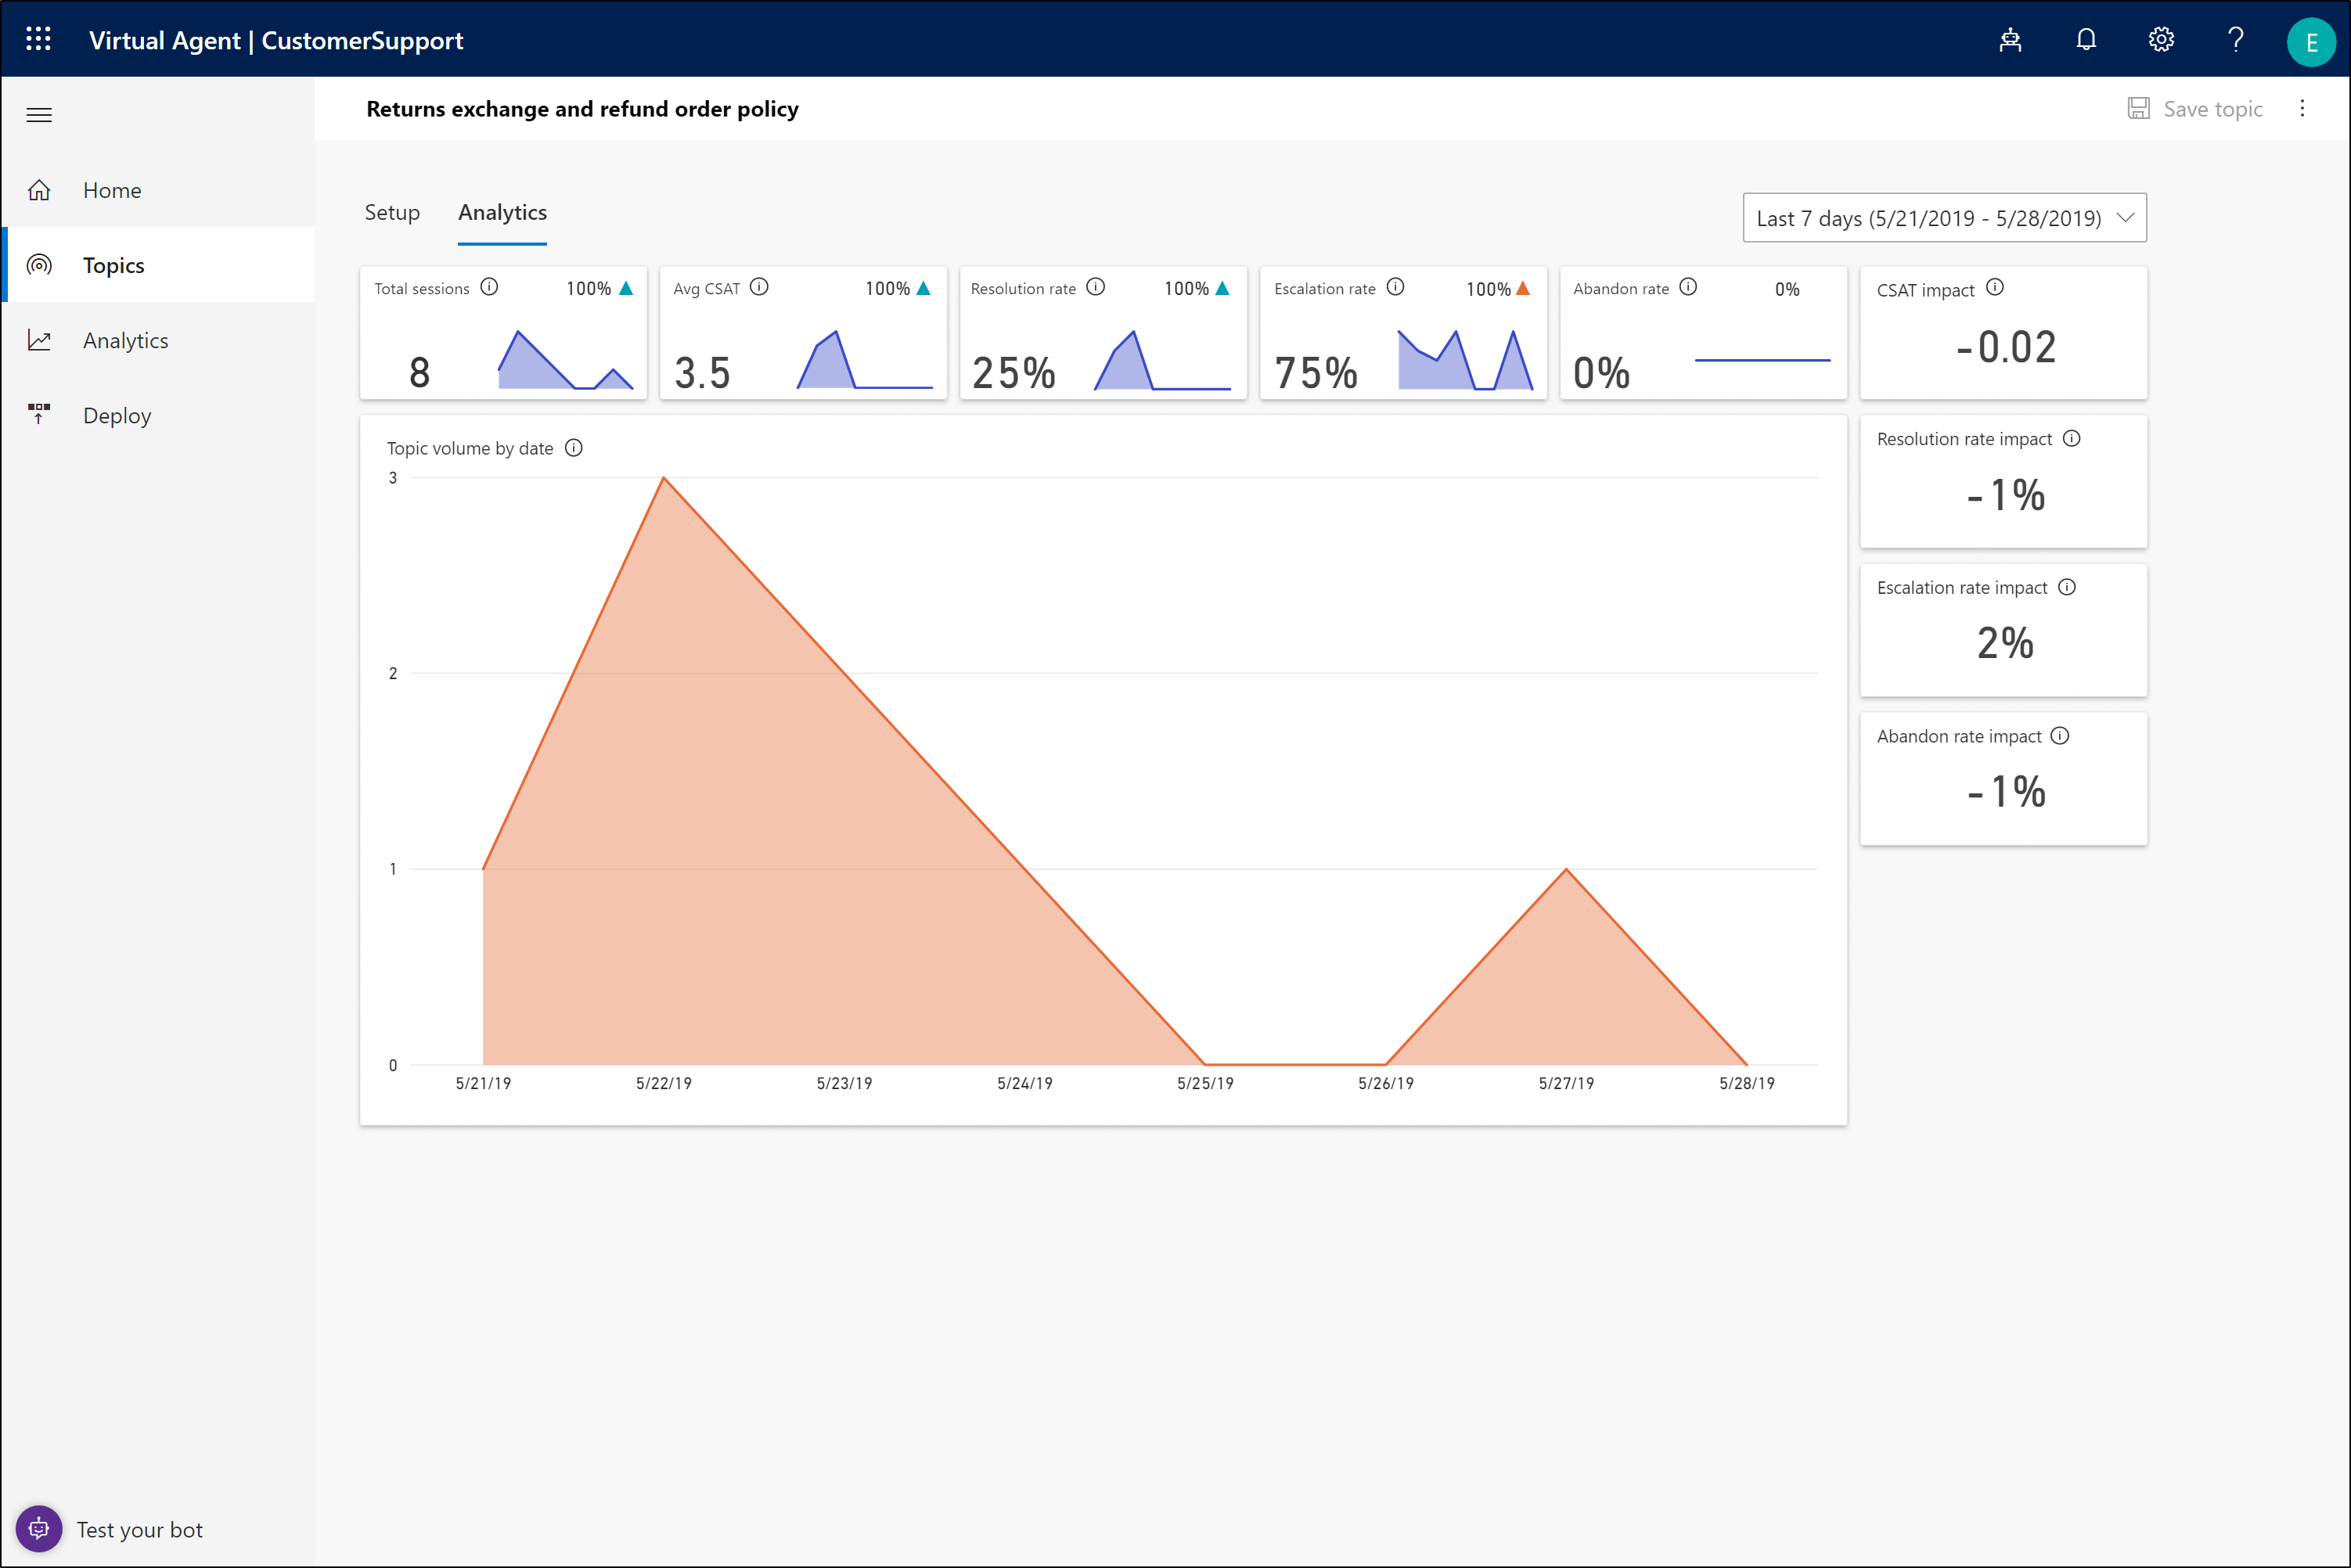 Virtual Agent | CustomerSupport
E
Returns exchange and refund order policy
Save topic
Home
Topics
Analytics
Deploy
Setup
Analytics
Last 7 days (5/21/2019 - 5/28/2019)
Total sessions
100%
8
Avg CSAT
100%
3.5
Resolution rate
100%
25%
Escalation rate
100%
75%
Abandon rate
0%
0%
CSAT impact
-0.02
Topic volume by date
3
2
1
0
5/21/19
5/22/19
5/23/19
5/24/19
5/25/19
5/26/19
5/27/19
5/28/19
Resolution rate impact
-1%
Escalation rate impact
2%
Abandon rate impact
-1%
Test your bot